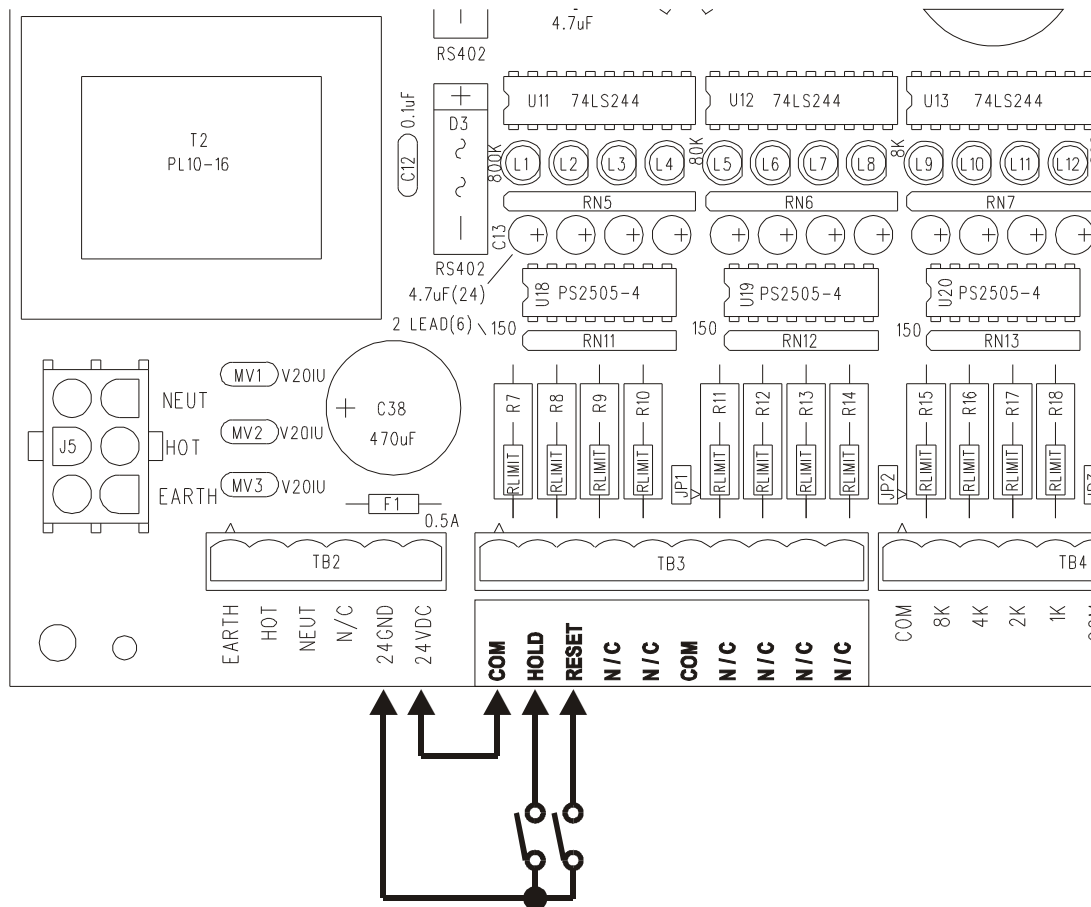 4.7uF
RS402
T2
PL10-16
C12 0.1uF
D3
RS402
U11 74LS244
U12 74LS244
U13 74LS244
800K
L1 L2 L3 L4
80K
L5 L6 L7 L8
8K
L9 L10 L11 L12
RN5
RN6
RN7
C13
4.7uF(24)
2 LEAD(6)
U18 PS2505-4
U19 PS2505-4
U20 PS2505-4
150 RN11
150 RN12
150 RN13
J5
NEUT
HOT
EARTH
MV1 V20IU
MV2 V20IU
MV3 V20IU
C38
470uF
F1
0.5A
R7 R8 R9 R10
RLIMIT RLIMIT RLIMIT RLIMIT
JP1
R11 R12 R13 R14
RLIMIT RLIMIT RLIMIT RLIMIT
JP2
R15 R16 R17 R18
RLIMIT RLIMIT RLIMIT RLIMIT
TB2
TB3
TB4
EARTH
HOT
NEUT
N/C
24GND
24VDC
COM
HOLD
RESET
N/C
N/C
COM
N/C
N/C
N/C
N/C
COM
8K
4K
2K
1K